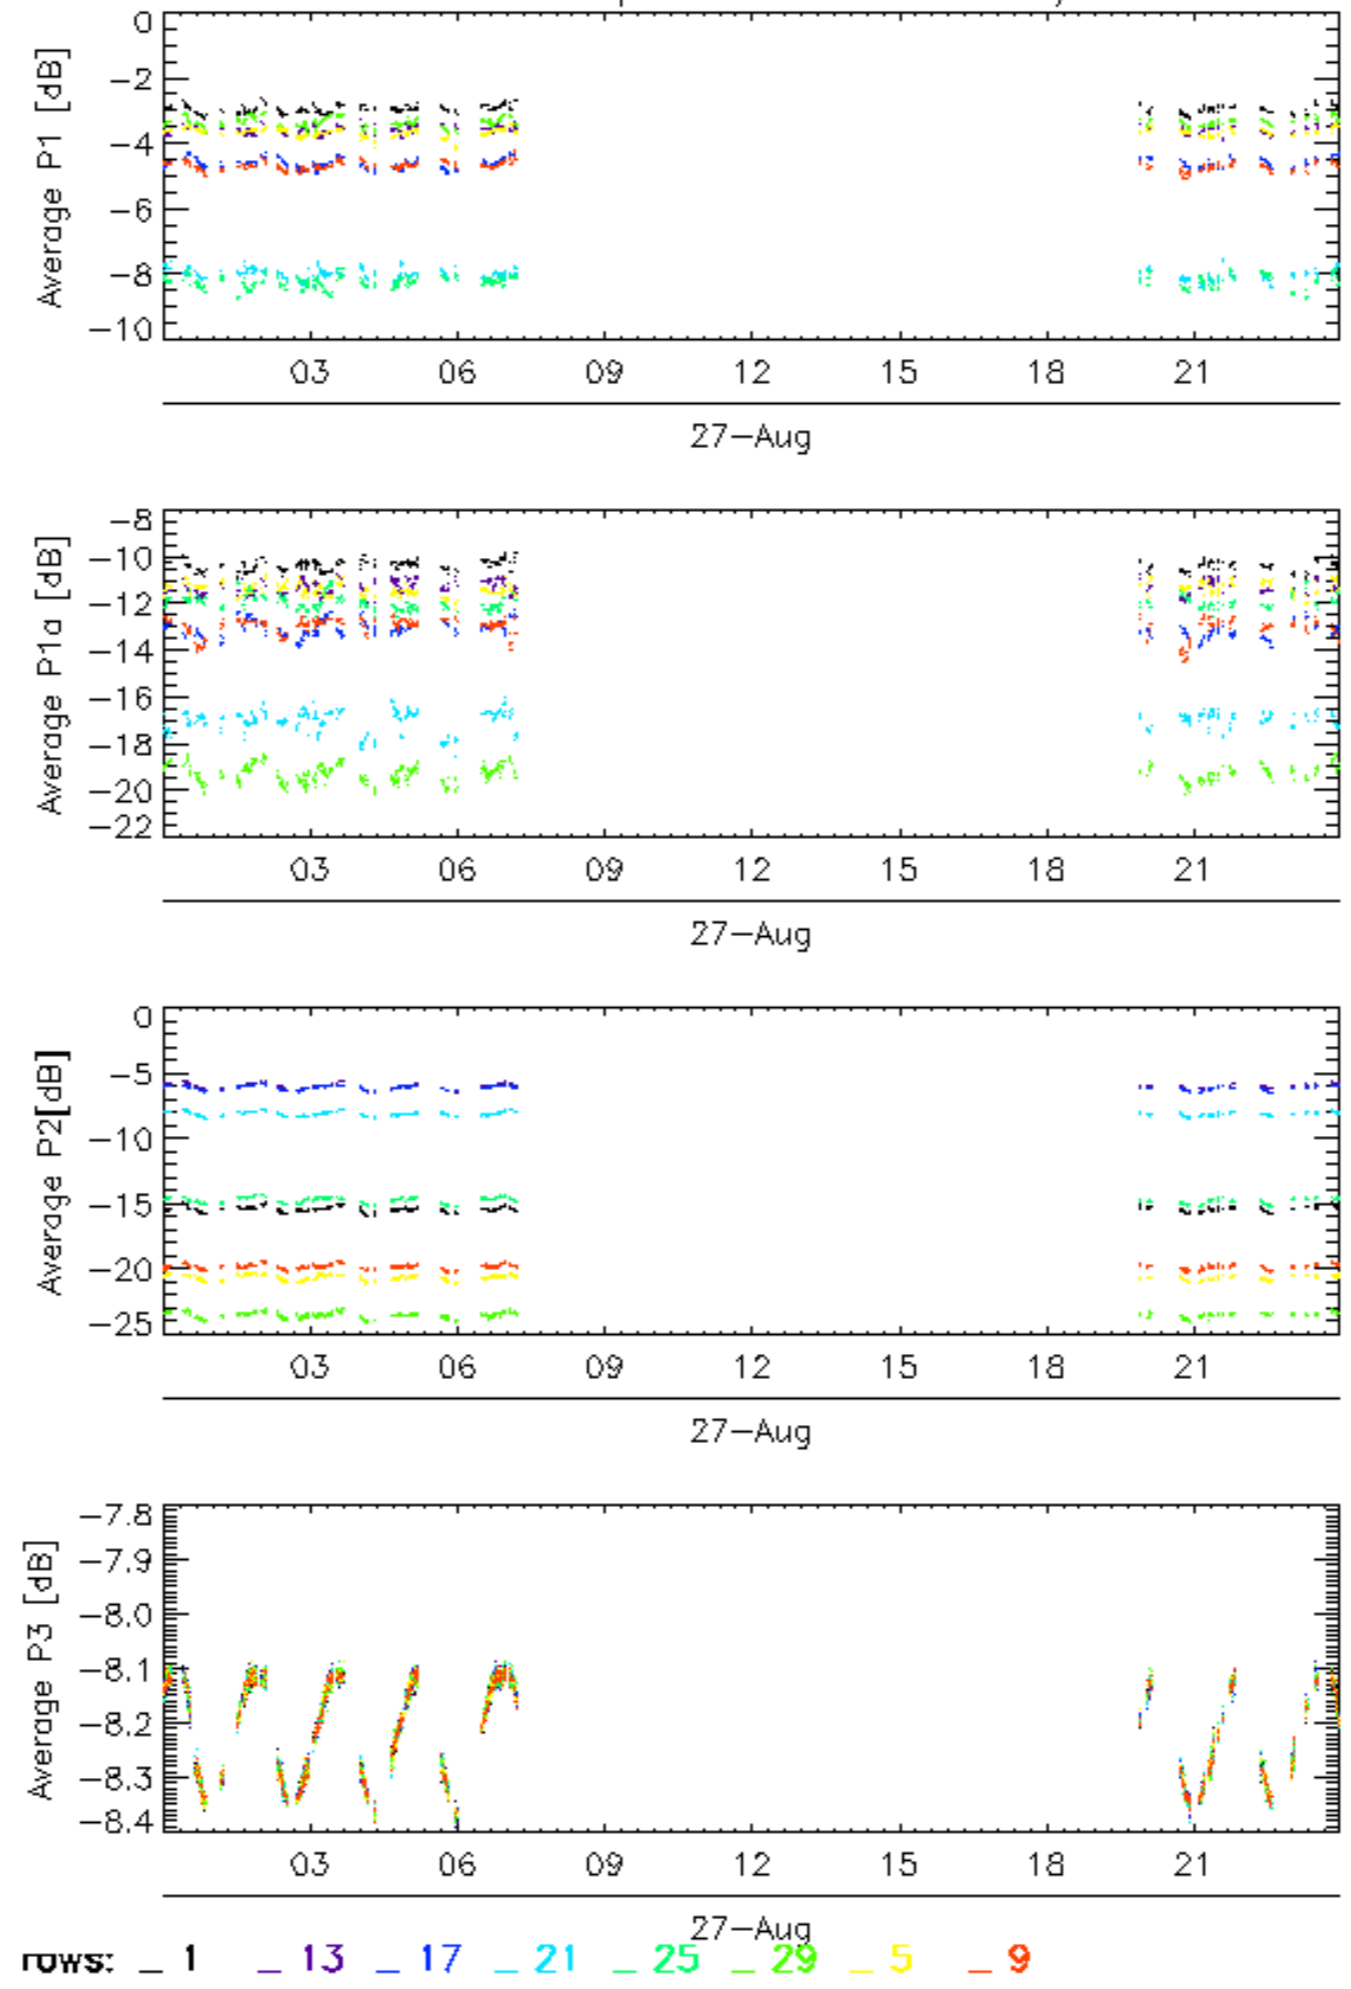 0
−2
−4
−6
−8
−10
Average P1 [dB]
03 06 09 12 15 18 21
27−Aug
−8
−10
−12
−14
−16
−18
−20
−22
Average P1a [dB]
03 06 09 12 15 18 21
27−Aug
0
−5
−10
−15
−20
−25
Average P2[dB]
03 06 09 12 15 18 21
27−Aug
−7.8
−7.9
−8.0
−8.1
−8.2
−8.3
−8.4
Average P3 [dB]
03 06 09 12 15 18 21
27−Aug
rows: _ 1 _ 13 _ 17 _ 21 _ 25 _ 29 _ 5 _ 9